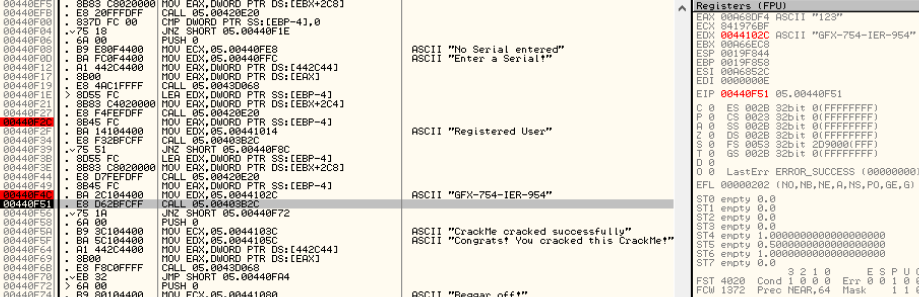 Registers (FPU)
00440EF5 . 8B83 C8020000 MOV EAX,DWORD PTR DS:[EBX+2C8]
00440EFB . E8 20FFFDFF CALL 05.00420E20
00440F00 . 837D FC 00 CMP DWORD PTR SS:[EBP-4],0
00440F04 . 75 18 JNZ SHORT 05.00440F1E
00440F06 . 6A 00 PUSH 0
00440F08 . B9 E80F4400 MOV ECX,05.00440FE8 ASCII "No Serial entered"
00440F0D . BA FC0F4400 MOV EDX,05.00440FFC ASCII "Enter a Serial!"
00440F12 . A1 442C4400 MOV EAX,DWORD PTR DS:[442C44]
00440F17 . 8B00 MOV EAX,DWORD PTR DS:[EAX]
00440F19 . E8 4AC1FFFF CALL 05.0043D068
00440F1E > 8D55 FC LEA EDX,DWORD PTR SS:[EBP-4]
00440F21 . 8B83 C4020000 MOV EAX,DWORD PTR DS:[EBX+2C4]
00440F27 . E8 F4FEFDFF CALL 05.00420E20
00440F2C . 8B45 FC MOV EAX,DWORD PTR SS:[EBP-4]
00440F2F . BA 14104400 MOV EDX,05.00441014 ASCII "Registered User"
00440F34 . E8 F32BFCFF CALL 05.00403B2C
00440F39 . 75 51 JNZ SHORT 05.00440F8C
00440F3B . 8D55 FC LEA EDX,DWORD PTR SS:[EBP-4]
00440F3E . 8B83 C8020000 MOV EAX,DWORD PTR DS:[EBX+2C8]
00440F44 . E8 D7FEFDFF CALL 05.00420E20
00440F49 . 8B45 FC MOV EAX,DWORD PTR SS:[EBP-4]
00440F4C . BA 2C104400 MOV EDX,05.0044102C ASCII "GFX-754-IER-954"
00440F51 . E8 D62BFCFF CALL 05.00403B2C
00440F56 . 75 1A JNZ SHORT 05.00440F72
00440F58 . 6A 00 PUSH 0
00440F5A . B9 3C104400 MOV ECX,05.0044103C ASCII "CrackMe cracked successfully"
00440F5F . BA 5C104400 MOV EDX,05.0044105C ASCII "Congrats! You cracked this CrackMe!"
00440F64 . A1 442C4400 MOV EAX,DWORD PTR DS:[442C44]
00440F69 . 8B00 MOV EAX,DWORD PTR DS:[EAX]
00440F6B . E8 F8C0FFFF CALL 05.0043D068
00440F70 . EB 32 JMP SHORT 05.00440FA4
00440F72 > 6A 00 PUSH 0
00440F74 . B9 80104400 MOV ECX,05.00441080 ASCII "Beggar off!"
EAX 00A68DF4 ASCII "123"
ECX 841976BF
EDX 0044102C ASCII "GFX-754-IER-954"
EBX 00A66EC8
ESP 0019F844
EBP 0019F858
ESI 00A6852C
EDI 0000000E
EIP 00440F51 05.00440F51
C 0 ES 002B 32bit 0(FFFFFFFF)
P 0 CS 0023 32bit 0(FFFFFFFF)
A 0 SS 002B 32bit 0(FFFFFFFF)
Z 0 DS 002B 32bit 0(FFFFFFFF)
S 0 FS 0053 32bit 2D9000(FFF)
T 0 GS 002B 32bit 0(FFFFFFFF)
D 0
O 0 LastErr ERROR_SUCCESS (00000000)
EFL 00000202 (NO,NB,NE,A,NS,PO,GE,G)
ST0 empty 0.0
ST1 empty 0.0
ST2 empty 0.0
ST3 empty 0.0
ST4 empty 1.0000000000000000000
ST5 empty 0.5000000000000000000
ST6 empty 1.0000000000000000000
ST7 empty 0.0
3 2 1 0 E S P U
FST 4020 Cond 1 0 0 0 Err 0 0 1 0
FCW 1372 Prec NEAR,64 Mask 1 1